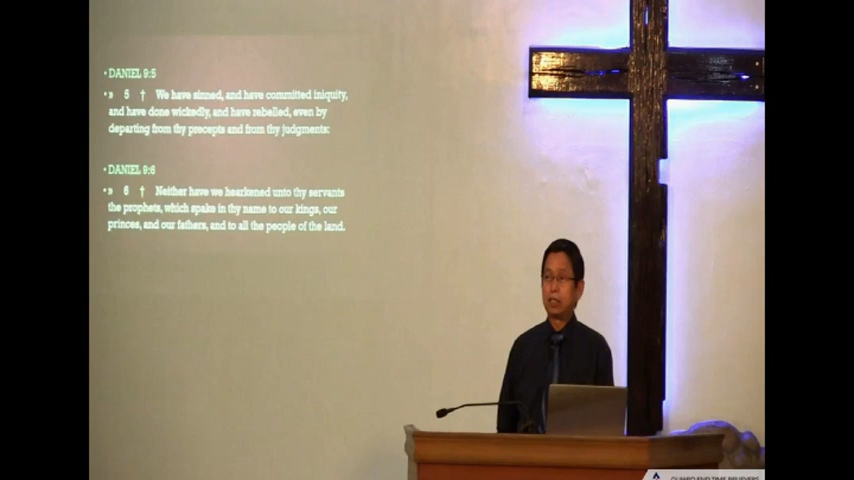 • DANIEL 9:5
• » 5 † We have sinned, and have committed iniquity,
and have done wickedly, and have rebelled, even by
departing from thy precepts and from thy judgments:
• DANIEL 9:6
• » 6 † Neither have we hearkened unto thy servants
the prophets, which spake in thy name to our kings, our
princes, and our fathers, and to all the people of the land.
END TIME BELIEVERS